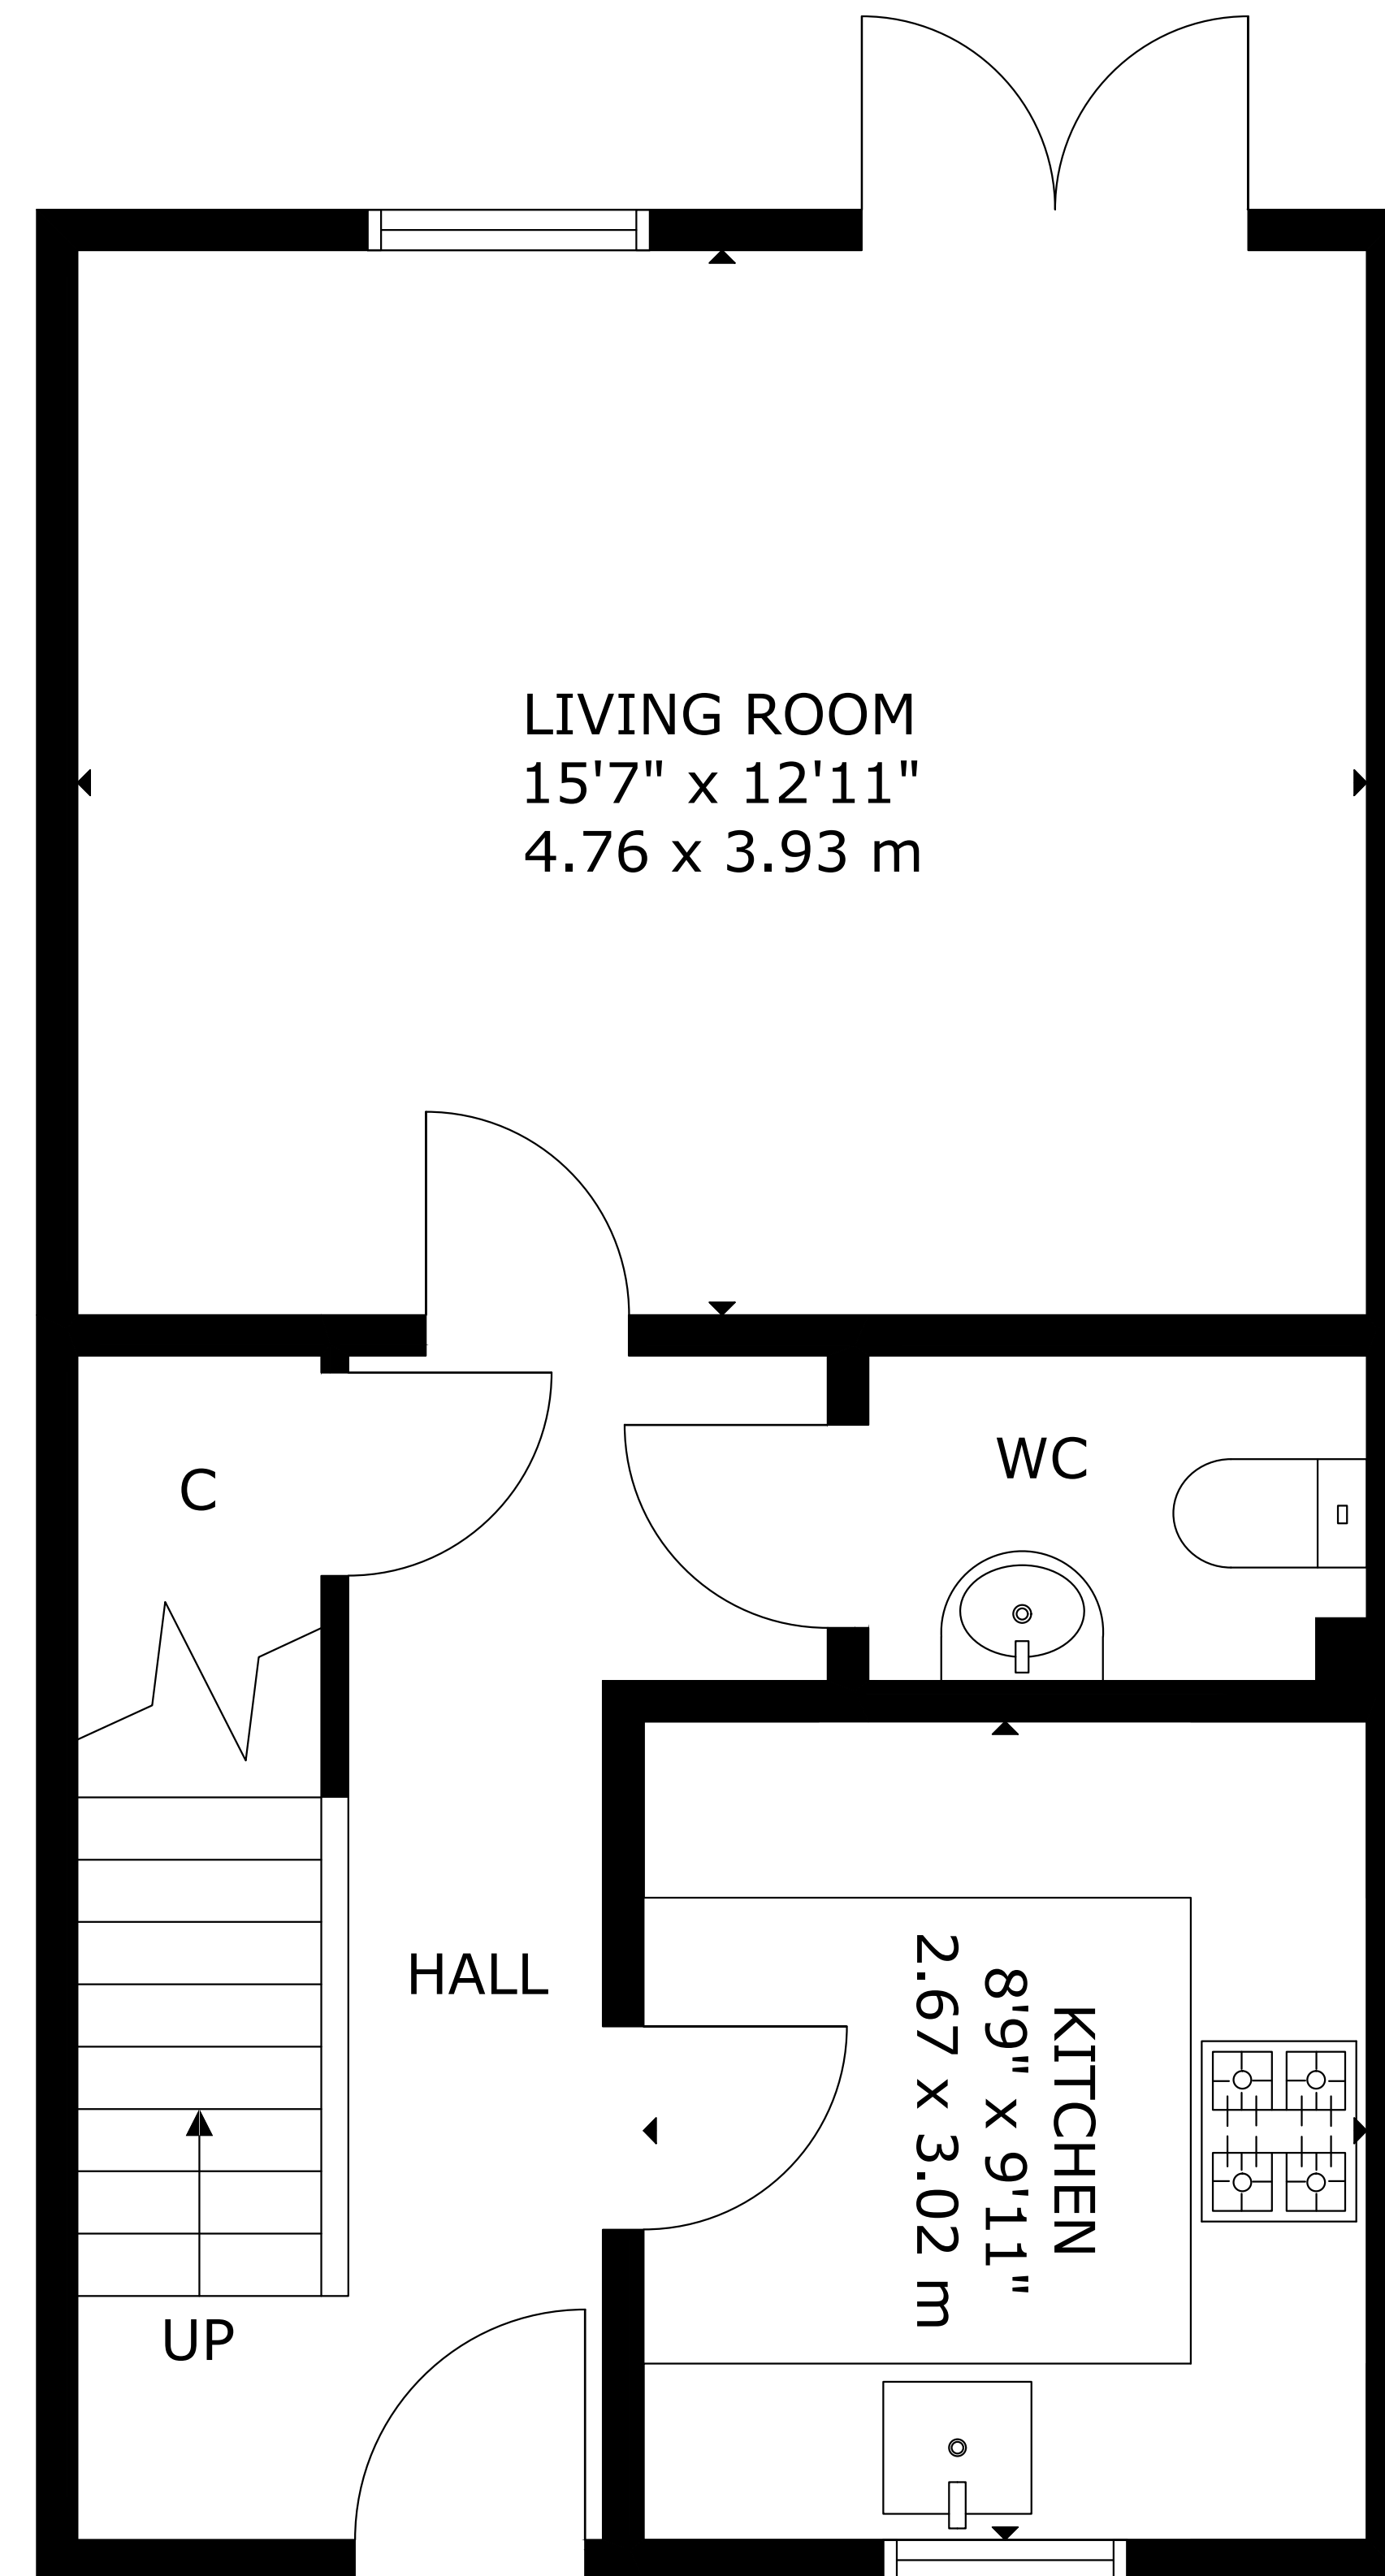 LIVING ROOM
15'7" x 12'11"
4.76 x 3.93 m
C
WC
HALL
KITCHEN
8'9" x 9'11"
2.67 x 3.02 m
UP